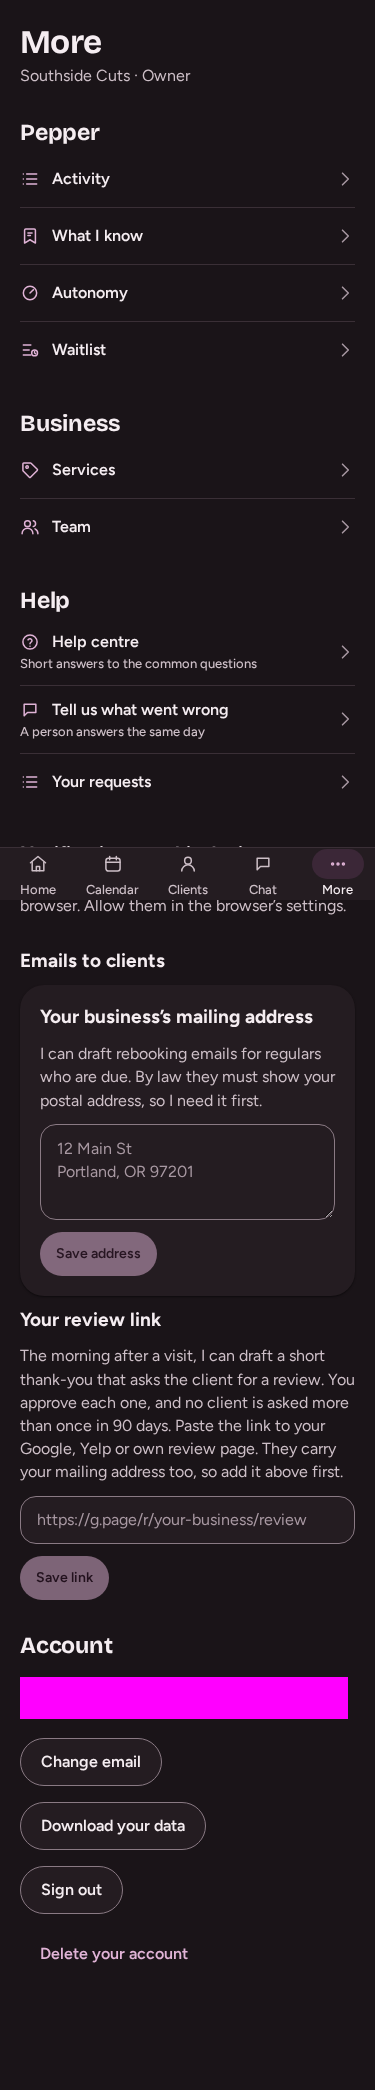 More
Southside Cuts · Owner
Pepper
Activity
What I know
Autonomy
Waitlist
Business
Services
Team
Help
Help centre
Short answers to the common questions
Tell us what went wrong
A person answers the same day
Your requests
Home
Calendar
Clients
Chat
More
browser. Allow them in the browser’s settings.
Emails to clients
Your business’s mailing address
I can draft rebooking emails for regulars
who are due. By law they must show your
postal address, so I need it first.
12 Main St
Portland, OR 97201
Save address
Your review link
The morning after a visit, I can draft a short
thank-you that asks the client for a review. You
approve each one, and no client is asked more
than once in 90 days. Paste the link to your
Google, Yelp or own review page. They carry
your mailing address too, so add it above first.
https://g.page/r/your-business/review
Save link
Account
Change email
Download your data
Sign out
Delete your account